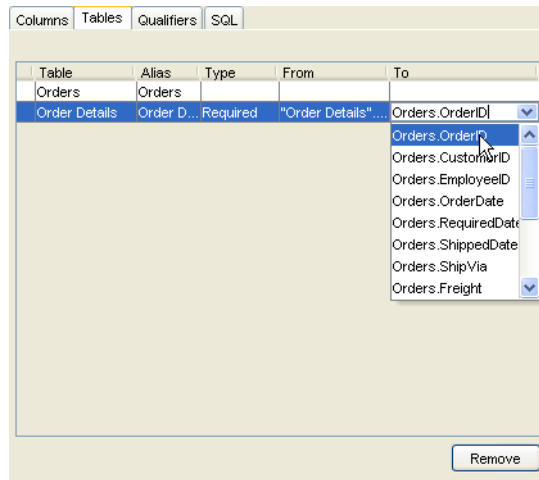 Columns Tables Qualifiers SQL
Table Alias Type From To
Orders Orders
Order Details Order D... Required "Order Details".... Orders.OrderID
Orders.OrderID
Orders.CustomerID
Orders.EmployeeID
Orders.OrderDate
Orders.RequiredDate
Orders.ShippedDate
Orders.ShipVia
Orders.Freight
Remove